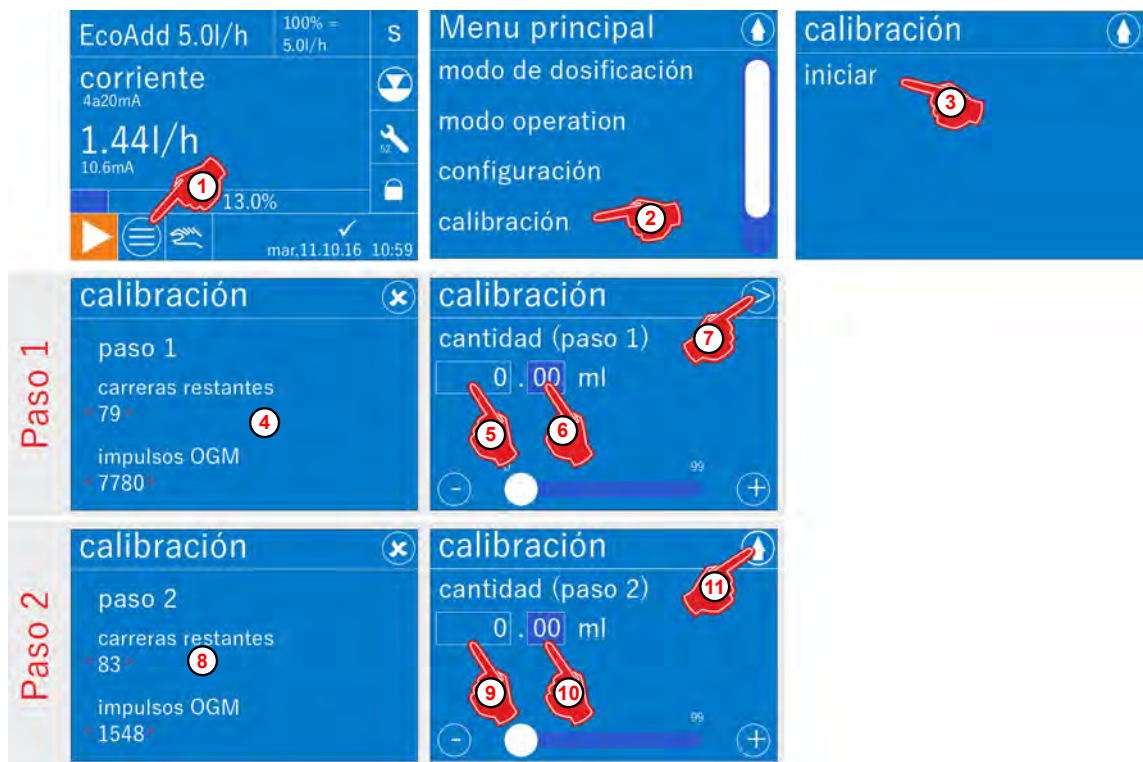 EcoAdd 5.0l/h
100% =
5.0l/h
S
corriente
4a20mA
1.44l/h
10.6mA
52
1
13.0%
mar.11.10.16 10:59
Menu principal
modo de dosificación
modo operation
configuración
calibración
2
calibración
iniciar
3
Paso 1
calibración
paso 1
carreras restantes
<79>
4
impulsos OGM
<7780>
calibración
>
7
cantidad (paso 1)
0 . 00 ml
5
6
0
99
-
+
Paso 2
calibración
paso 2
carreras restantes
<83>
8
impulsos OGM
<1548>
calibración
11
cantidad (paso 2)
0 . 00 ml
9
10
99
-
+